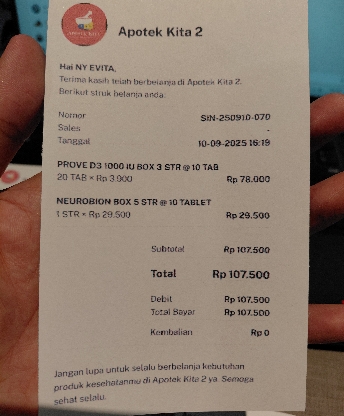 APOTEK KITA
Apotek Kita 2
Hai NY EVITA,
Terima kasih telah berbelanja di Apotek Kita 2.
Berikut struk belanja anda:
Nomor SIN-250910-070
Sales -
Tanggal 10-09-2025 16:19
PROVE D3 1000 IU BOX 3 STR @ 10 TAB
20 TAB × Rp 3.900 Rp 78.000
NEUROBION BOX 5 STR @ 10 TABLET
1 STR × Rp 29.500 Rp 29.500
Subtotal Rp 107.500
Total Rp 107.500
Debit Rp 107.500
Total Bayar Rp 107.500
Kembalian Rp 0
Jangan lupa untuk selalu berbelanja kebutuhan
produk kesehatanmu di Apotek Kita 2 ya. Semoga
sehat selalu.